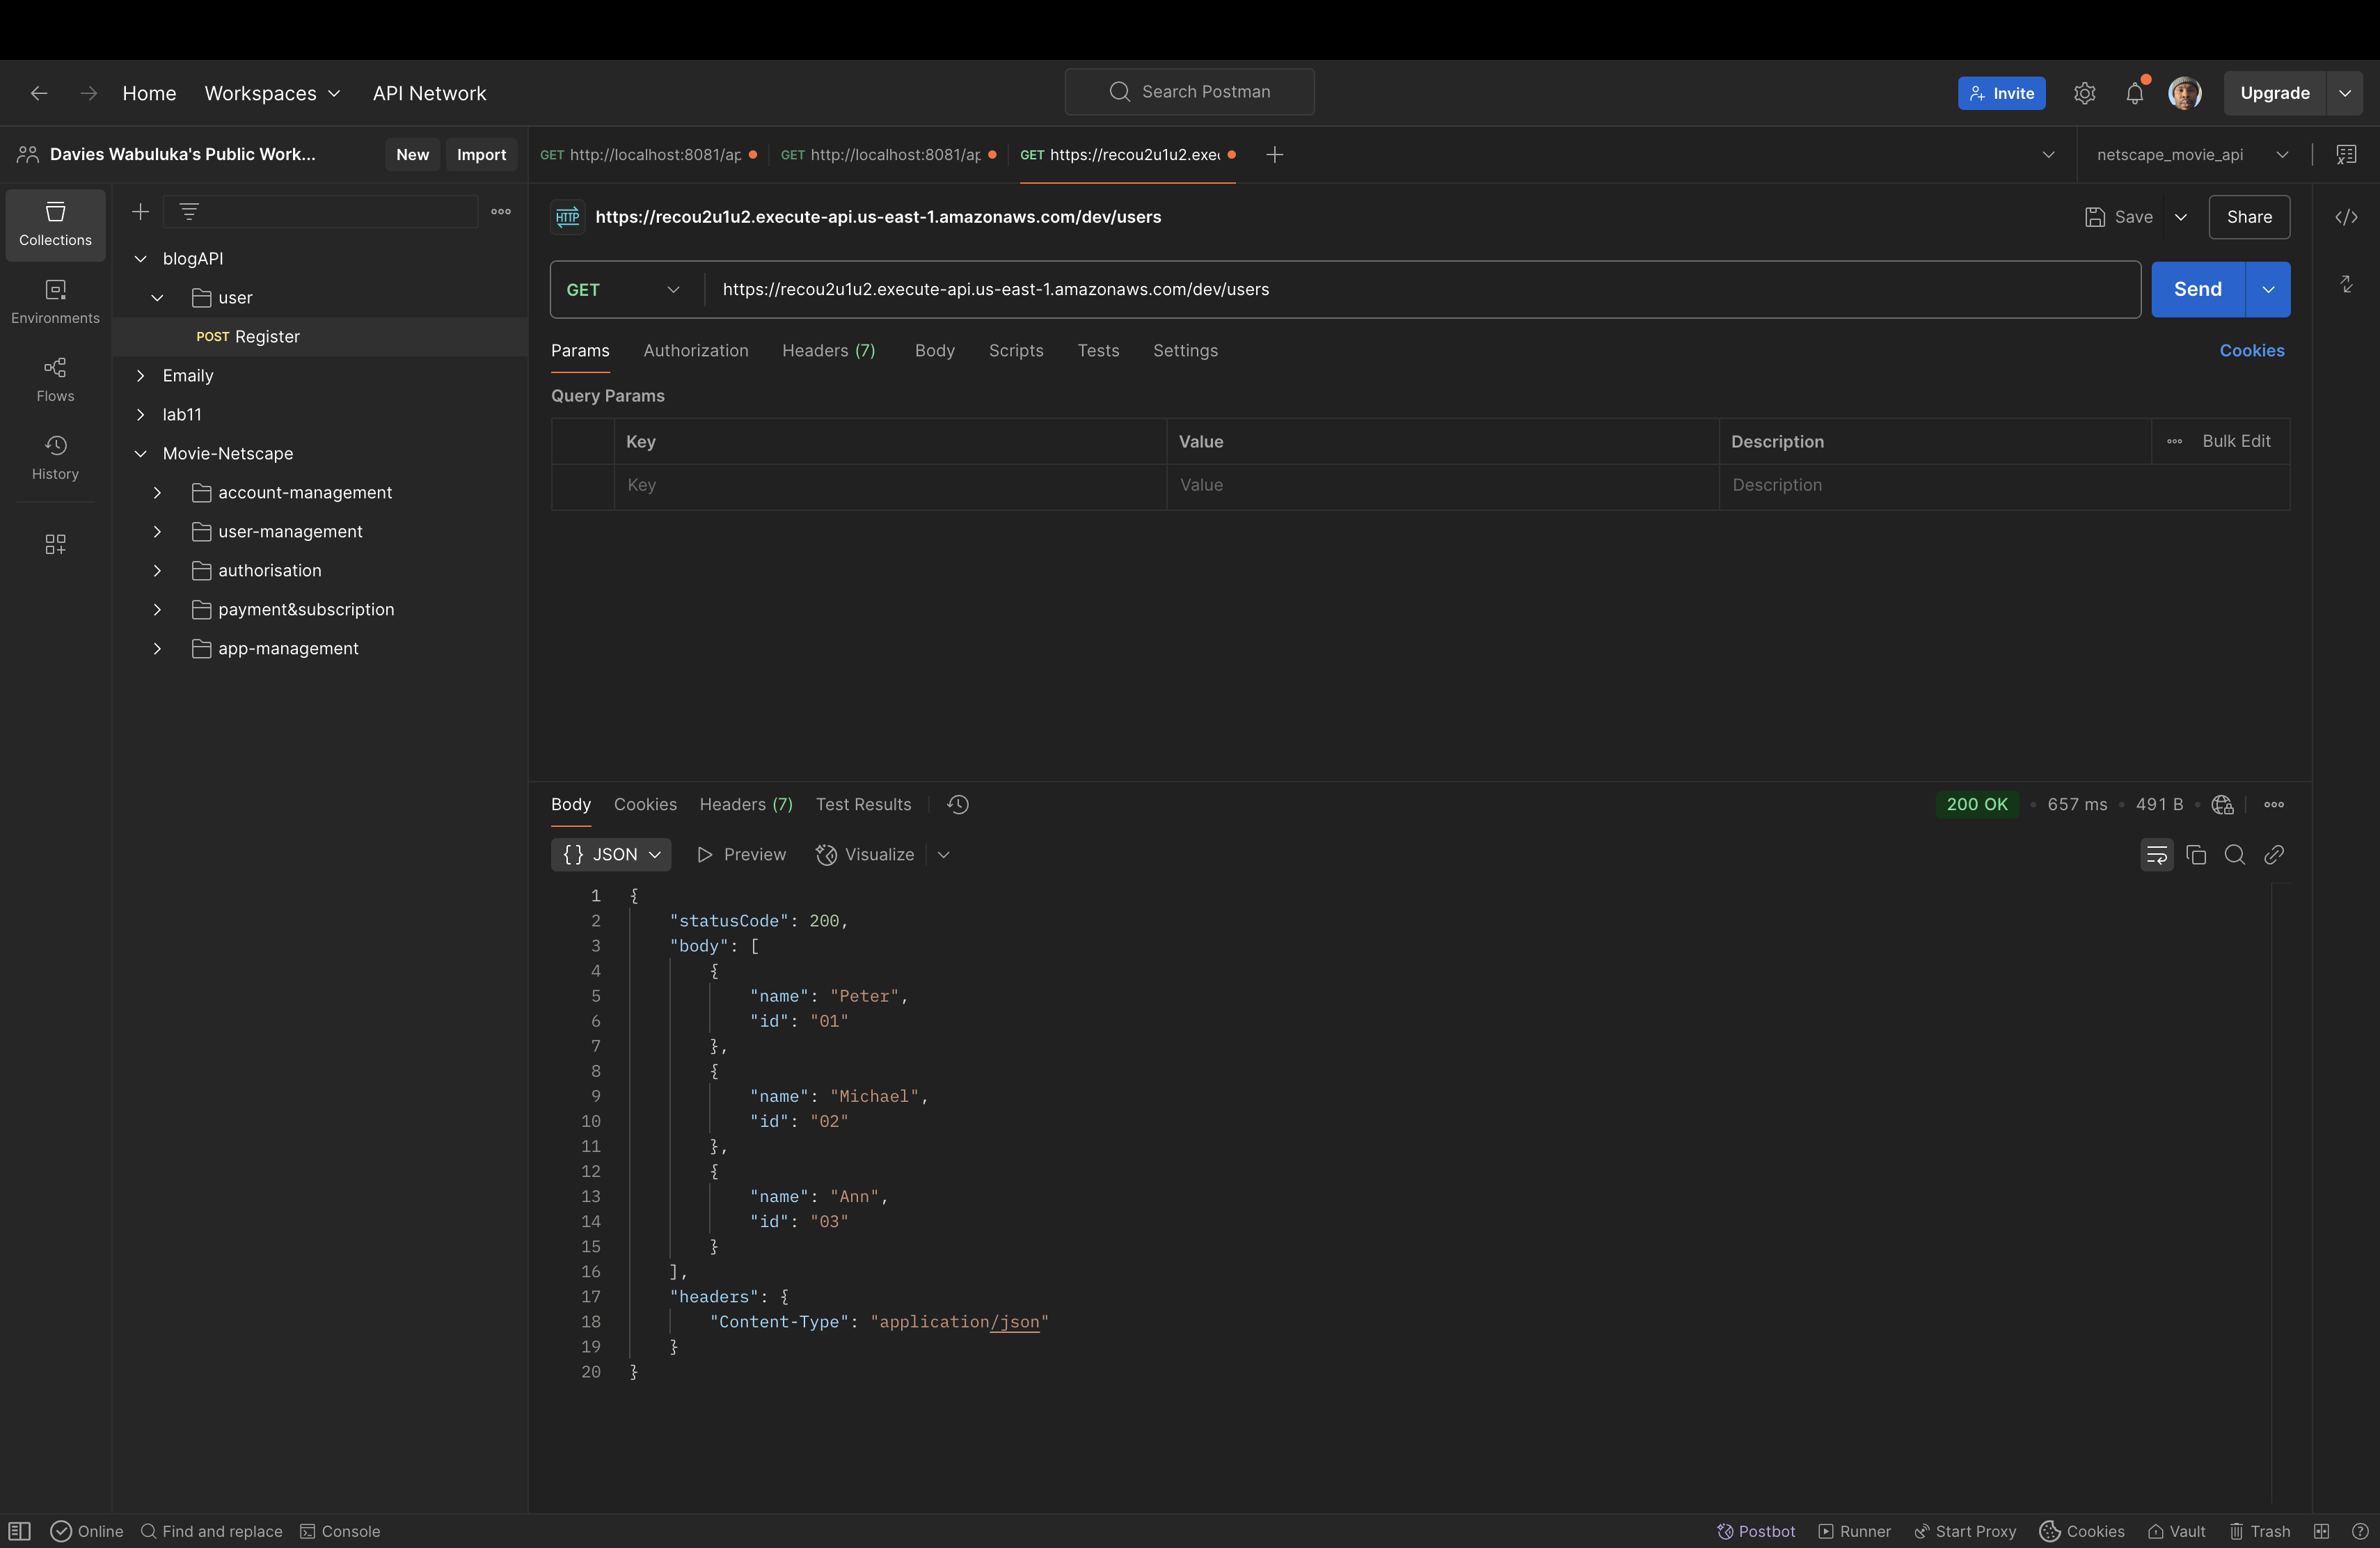 Home Workspaces API Network
Search Postman
Invite
Upgrade
Davies Wabuluka's Public Work...
New Import
GET http://localhost:8081/ap
GET http://localhost:8081/ap
GET https://recou2u1u2.exe
netscape_movie_api
Collections
Environments
Flows
History
blogAPI
user
POST Register
Emaily
lab11
Movie-Netscape
account-management
user-management
authorisation
payment&subscription
app-management
HTTP https://recou2u1u2.execute-api.us-east-1.amazonaws.com/dev/users
Save Share
GET https://recou2u1u2.execute-api.us-east-1.amazonaws.com/dev/users
Send
Params Authorization Headers (7) Body Scripts Tests Settings Cookies
Query Params
Key Value Description Bulk Edit
Key Value Description
Body Cookies Headers (7) Test Results
200 OK • 657 ms • 491 B
{} JSON Preview Visualize
1 {
2 "statusCode": 200,
3 "body": [
4 {
5 "name": "Peter",
6 "id": "01"
7 },
8 {
9 "name": "Michael",
10 "id": "02"
11 },
12 {
13 "name": "Ann",
14 "id": "03"
15 }
16 ],
17 "headers": {
18 "Content-Type": "application/json"
19 }
20 }
Online Find and replace Console
Postbot Runner Start Proxy Cookies Vault Trash